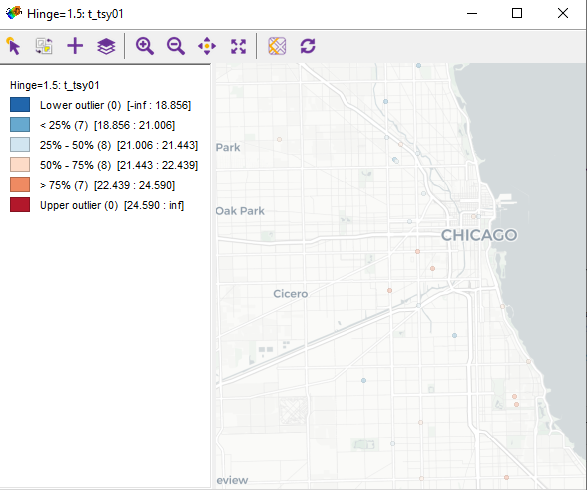 Hinge=1.5: t_tsy01
Hinge=1.5: t_tsy01
Lower outlier (0) [-inf : 18.856]
< 25% (7) [18.856 : 21.006]
25% - 50% (8) [21.006 : 21.443]
50% - 75% (8) [21.443 : 22.439]
> 75% (7) [22.439 : 24.590]
Upper outlier (0) [24.590 : inf]
Park
Oak Park
CHICAGO
Cicero
eview